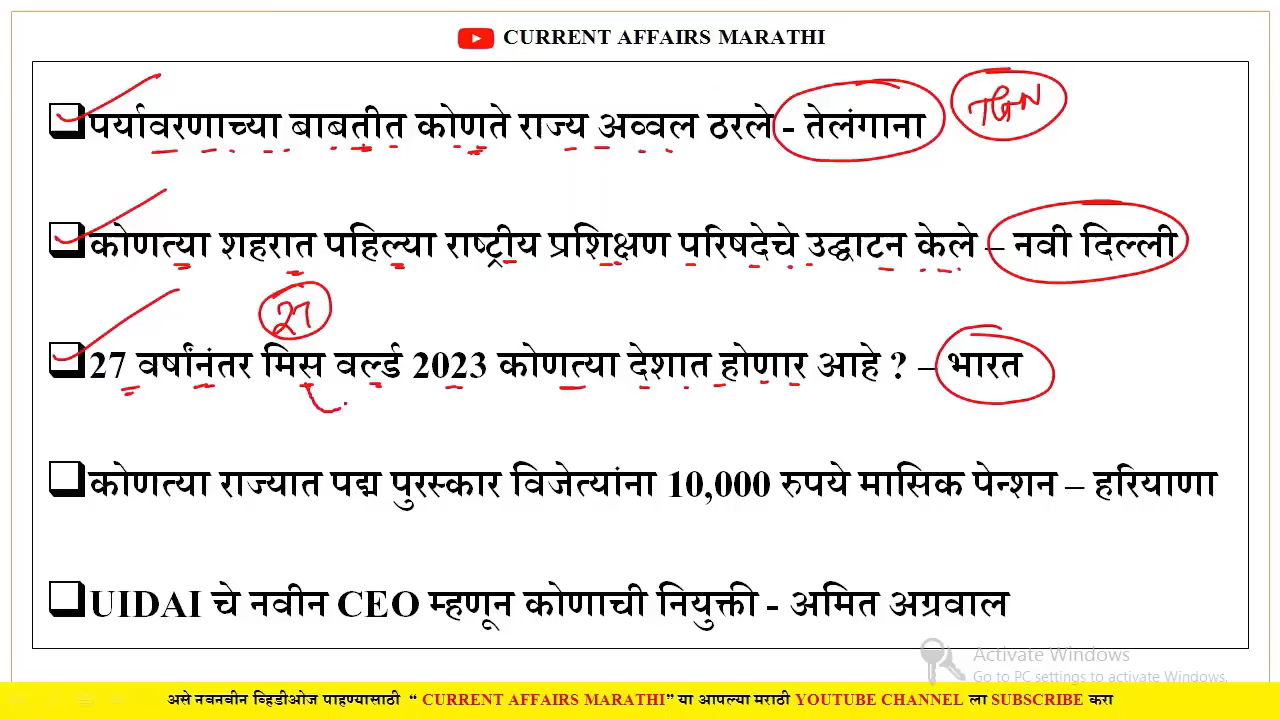 CURRENT AFFAIRS MARATHI
पर्यावरणाच्या बाबतीत कोणते राज्य अव्वल ठरले - तेलंगाना
TGN
कोणत्या शहरात पहिल्या राष्ट्रीय प्रशिक्षण परिषदेचे उद्घाटन केले – नवी दिल्ली
27
27 वर्षांनंतर मिस वर्ल्ड 2023 कोणत्या देशात होणार आहे ? – भारत
कोणत्या राज्यात पद्म पुरस्कार विजेत्यांना 10,000 रुपये मासिक पेन्शन – हरियाणा
UIDAI चे नवीन CEO म्हणून कोणाची नियुक्ती - अमित अग्रवाल
Activate Windows
Go to PC settings to activate Windows.
असे नवनवीन व्हिडीओज पाहण्यासाठी “ CURRENT AFFAIRS MARATHI” या आपल्या मराठी YOUTUBE CHANNEL ला SUBSCRIBE करा